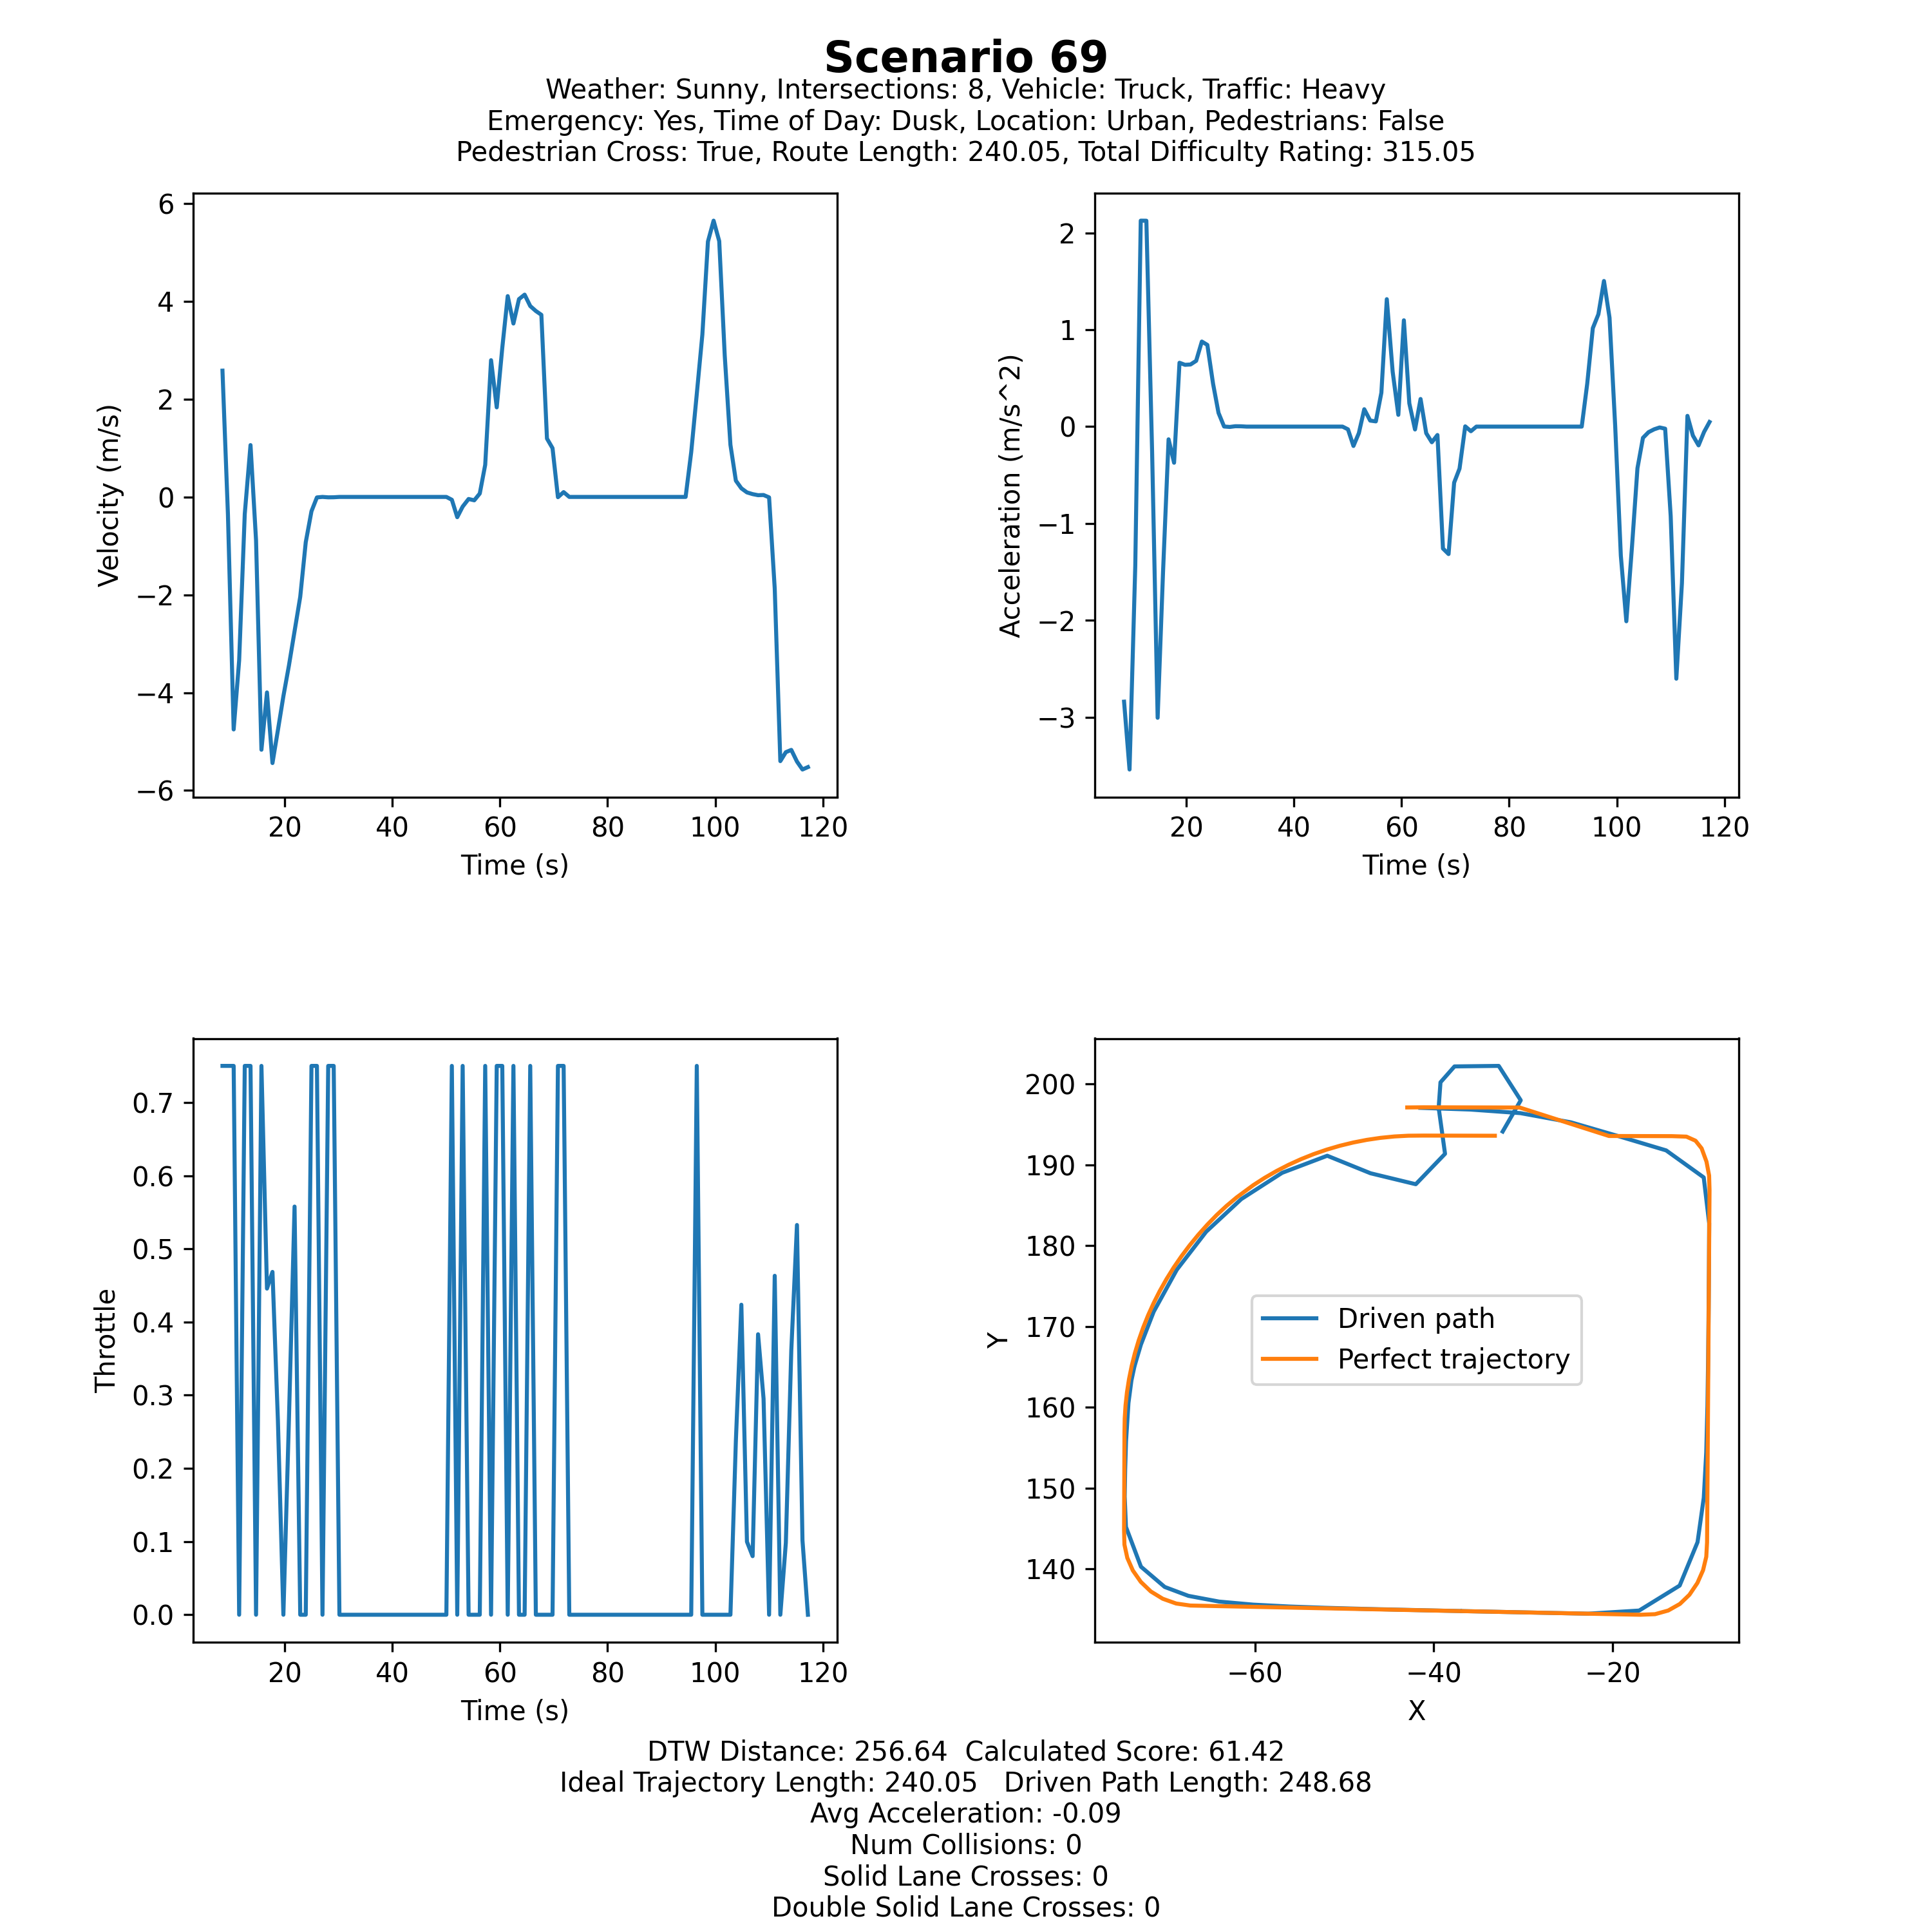 Scenario 69
Weather: Sunny, Intersections: 8, Vehicle: Truck, Traffic: Heavy
Emergency: Yes, Time of Day: Dusk, Location: Urban, Pedestrians: False
Pedestrian Cross: True, Route Length: 240.05, Total Difficulty Rating: 315.05
6
4
2
0
−2
−4
−6
Velocity (m/s)
20 40 60 80 100 120
Time (s)
2
1
0
−1
−2
−3
Acceleration (m/s^2)
20 40 60 80 100 120
Time (s)
0.7
0.6
0.5
0.4
0.3
0.2
0.1
0.0
Throttle
20 40 60 80 100 120
Time (s)
200
190
180
170
160
150
140
Y
Driven path
Perfect trajectory
−60 −40 −20
X
DTW Distance: 256.64 Calculated Score: 61.42
Ideal Trajectory Length: 240.05 Driven Path Length: 248.68
Avg Acceleration: -0.09
Num Collisions: 0
Solid Lane Crosses: 0
Double Solid Lane Crosses: 0